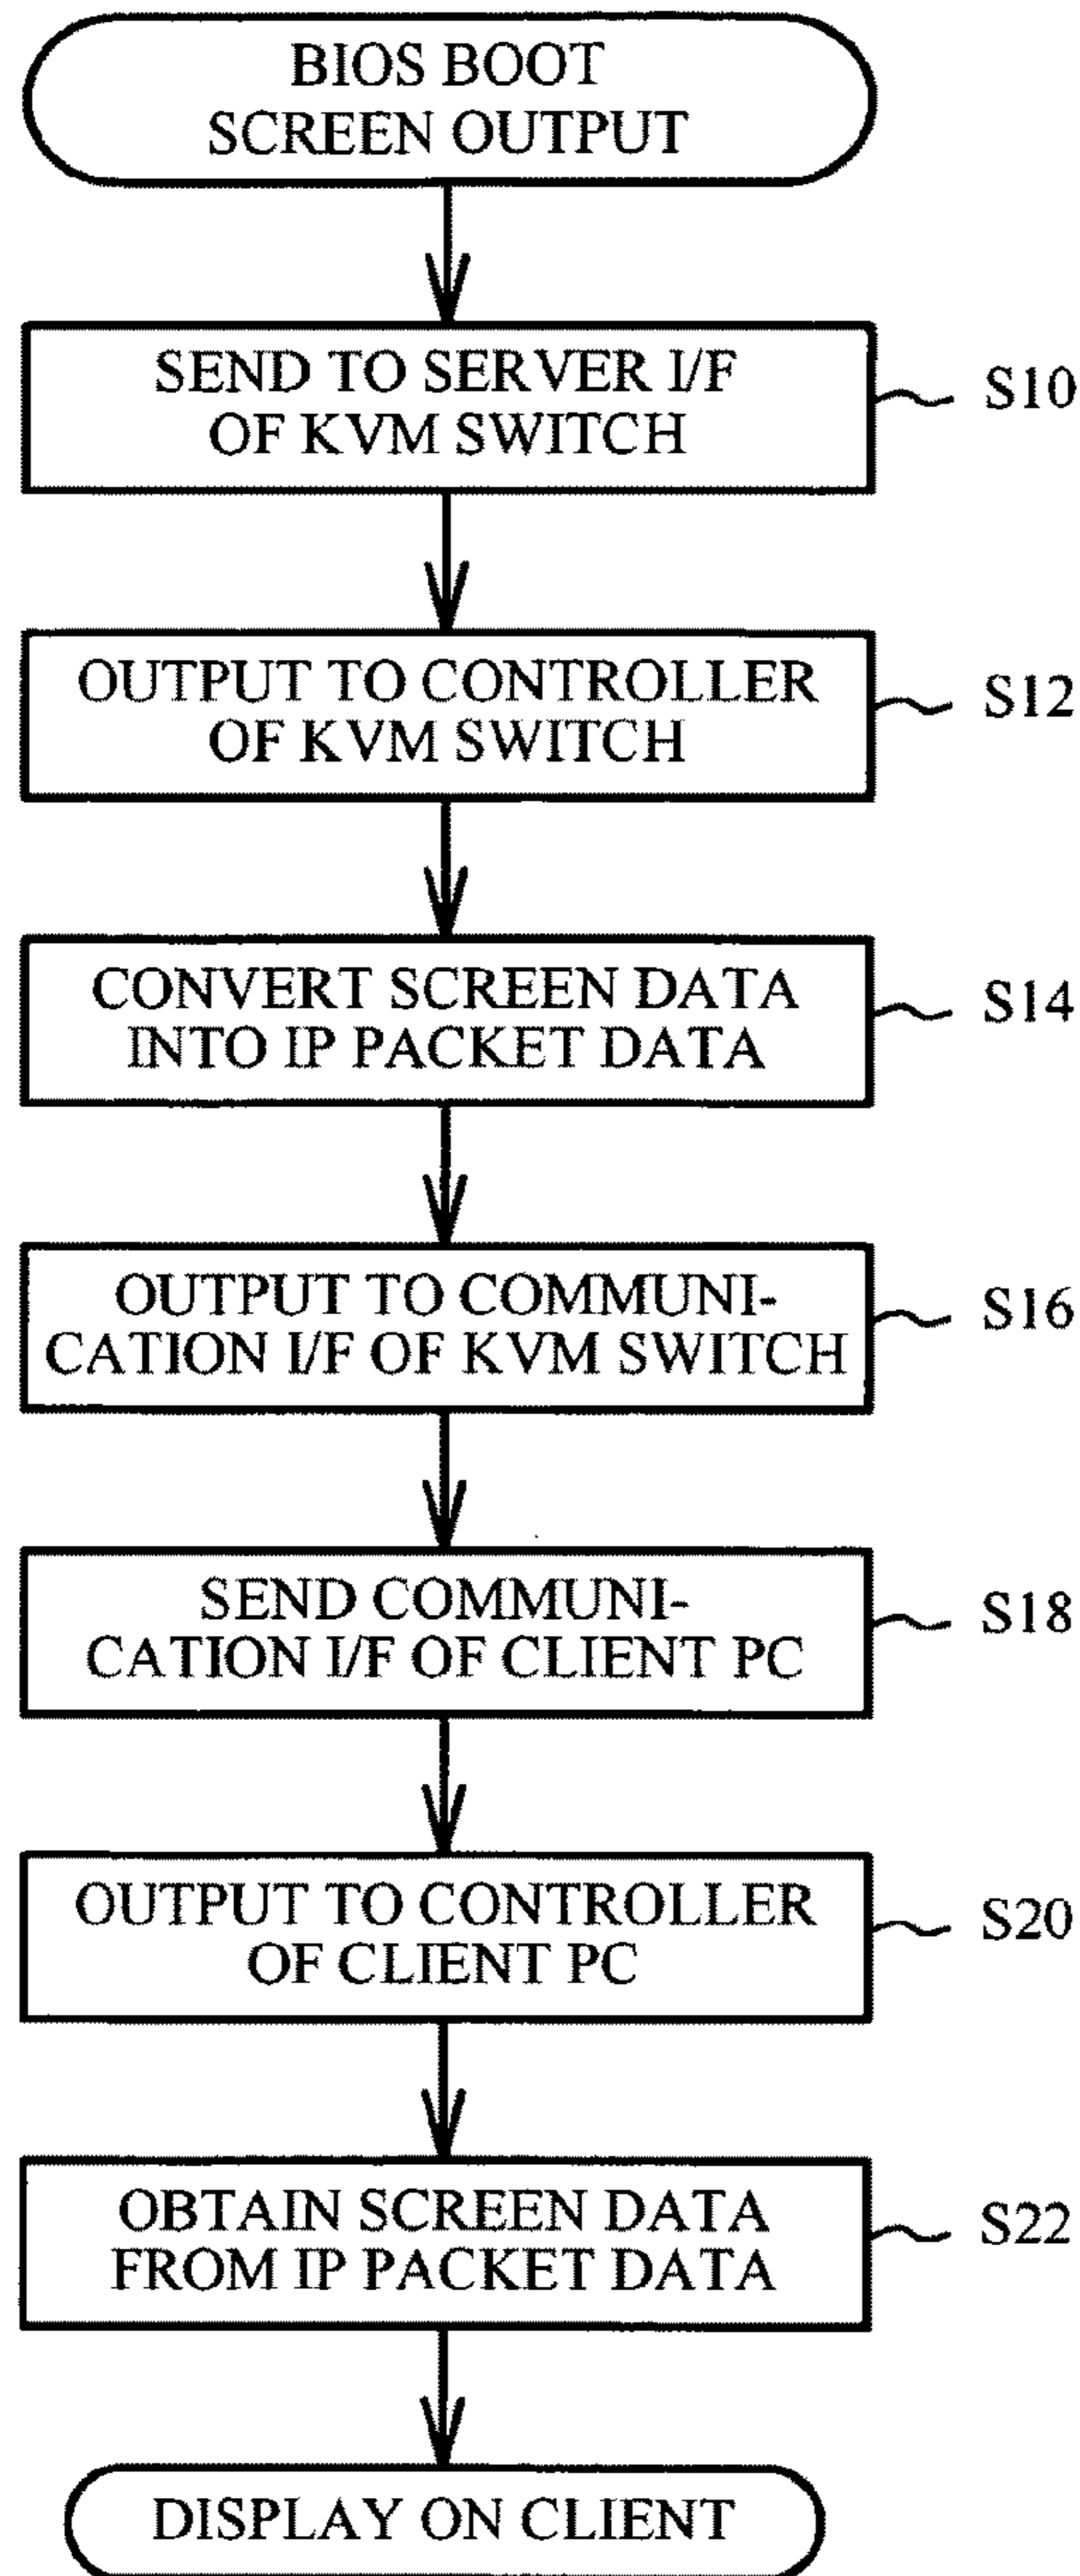 BIOS BOOT
SCREEN OUTPUT
SEND TO SERVER I/F
OF KVM SWITCH
S10
OUTPUT TO CONTROLLER
OF KVM SWITCH
S12
CONVERT SCREEN DATA
INTO IP PACKET DATA
S14
OUTPUT TO COMMUNI-
CATION I/F OF KVM SWITCH
S16
SEND COMMUNI-
CATION I/F OF CLIENT PC
S18
OUTPUT TO CONTROLLER
OF CLIENT PC
S20
OBTAIN SCREEN DATA
FROM IP PACKET DATA
S22
DISPLAY ON CLIENT